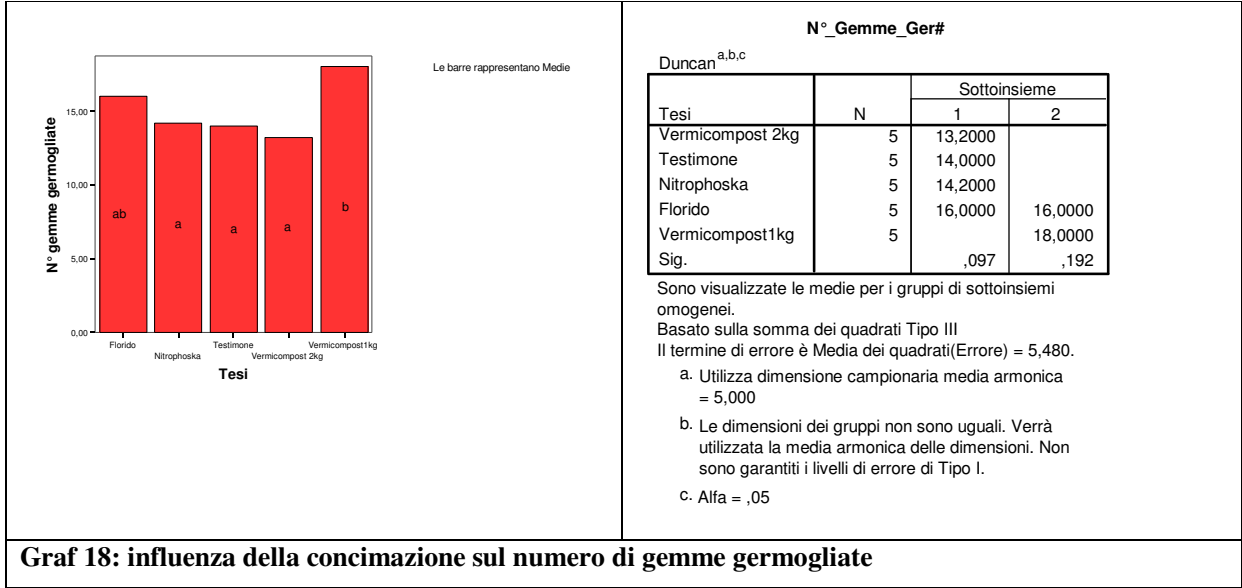 Le barre rappresentano Medie
15,00
10,00
5,00
0,00
N° gemme germogliate
ab
a
a
a
b
Florido
Nitrophoska
Testimone
Vermicompost 2kg
Vermicompost1kg
Tesi
N°_Gemme_Ger#
Duncan a,b,c
Sottoinsieme
Tesi N 1 2
Vermicompost 2kg 5 13,2000
Testimone 5 14,0000
Nitrophoska 5 14,2000
Florido 5 16,0000 16,0000
Vermicompost1kg 5 18,0000
Sig. ,097 ,192
Sono visualizzate le medie per i gruppi di sottoinsiemi
omogenei.
Basato sulla somma dei quadrati Tipo III
Il termine di errore è Media dei quadrati(Errore) = 5,480.
a. Utilizza dimensione campionaria media armonica
= 5,000
b. Le dimensioni dei gruppi non sono uguali. Verrà
utilizzata la media armonica delle dimensioni. Non
sono garantiti i livelli di errore di Tipo I.
c. Alfa = ,05
Graf 18: influenza della concimazione sul numero di gemme germogliate